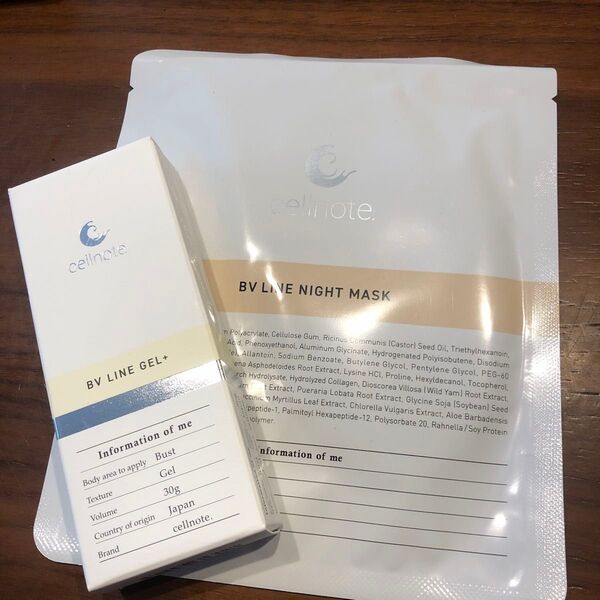 cellnote.
BV LINE NIGHT MASK
Polyacrylate, Cellulose Gum, Ricinus Communis (Castor) Seed Oil, Triethylhexanoin,
Acid, Phenoxyethanol, Aluminum Glycinate, Hydrogenated Polyisobutene, Disodium
Allantoin, Sodium Benzoate, Butylene Glycol, Pentylene Glycol, PEG-60
Asphodeloides Root Extract, Lysine HCl, Proline, Hexyldecanol, Tocopherol,
Hydrolysate, Hydrolyzed Collagen, Dioscorea Villosa (Wild Yam) Root Extract,
Root Extract, Pueraria Lobata Root Extract, Glycine Soja (Soybean) Seed
Myrtillus Leaf Extract, Chlorella Vulgaris Extract, Aloe Barbadensis
peptide-1, Palmitoyl Hexapeptide-12, Polysorbate 20, Rahnella/Soy Protein
polymer.
of me
cellnote.
BV LINE GEL+
Information of me
Body area to apply Bust
Texture Gel
Volume 30g
Country of origin Japan
Brand cellnote.